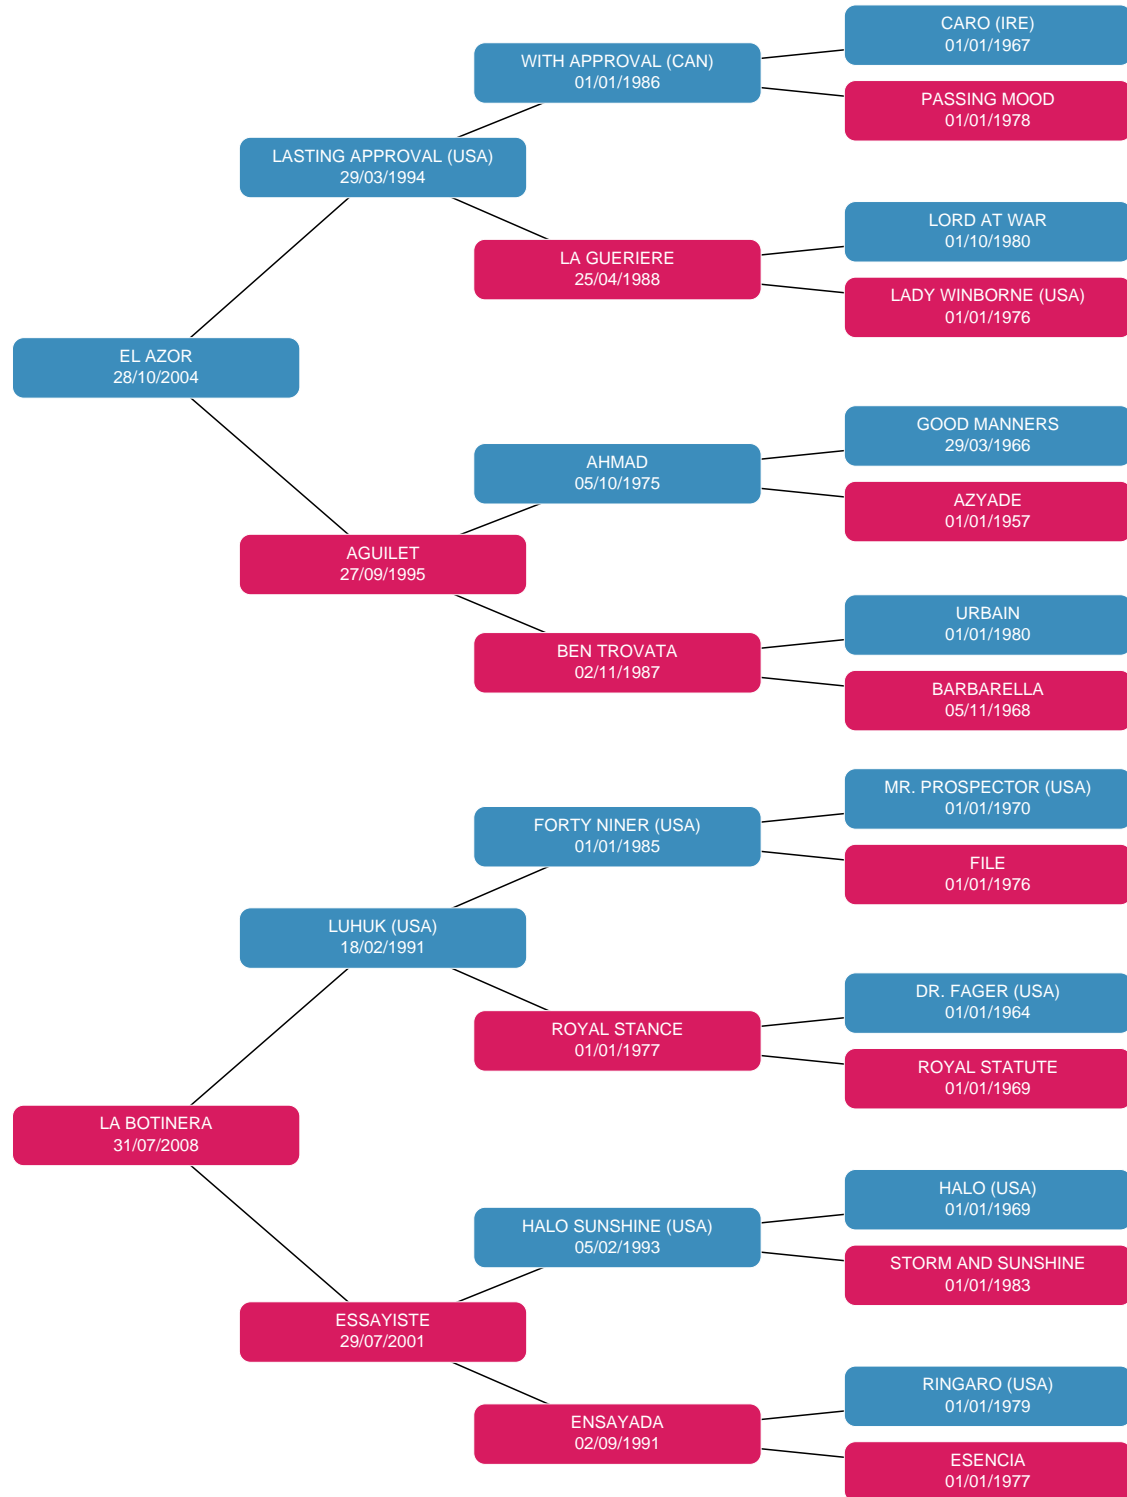 CARO (IRE)
01/01/1967
WITH APPROVAL (CAN)
01/01/1986
PASSING MOOD
01/01/1978
LASTING APPROVAL (USA)
29/03/1994
LORD AT WAR
01/10/1980
LA GUERIERE
25/04/1988
LADY WINBORNE (USA)
01/01/1976
EL AZOR
28/10/2004
GOOD MANNERS
29/03/1966
AHMAD
05/10/1975
AZYADE
01/01/1957
AGUILET
27/09/1995
URBAIN
01/01/1980
BEN TROVATA
02/11/1987
BARBARELLA
05/11/1968
MR. PROSPECTOR (USA)
01/01/1970
FORTY NINER (USA)
01/01/1985
FILE
01/01/1976
LUHUK (USA)
18/02/1991
DR. FAGER (USA)
01/01/1964
ROYAL STANCE
01/01/1977
ROYAL STATUTE
01/01/1969
LA BOTINERA
31/07/2008
HALO (USA)
01/01/1969
HALO SUNSHINE (USA)
05/02/1993
STORM AND SUNSHINE
01/01/1983
ESSAYISTE
29/07/2001
RINGARO (USA)
01/01/1979
ENSAYADA
02/09/1991
ESENCIA
01/01/1977